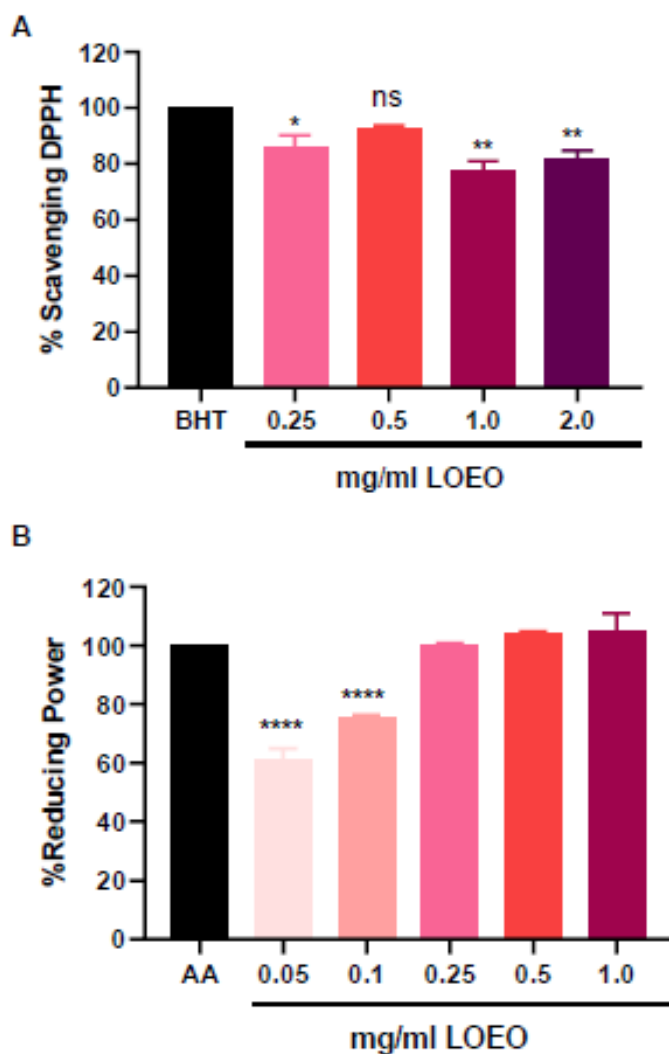 A
% Scavenging DPPH
120
100
80
60
40
20
0
*
ns
**
**
BHT 0.25 0.5 1.0 2.0
mg/ml LOEO
B
%Reducing Power
120
100
80
60
40
20
0
****
****
AA 0.05 0.1 0.25 0.5 1.0
mg/ml LOEO